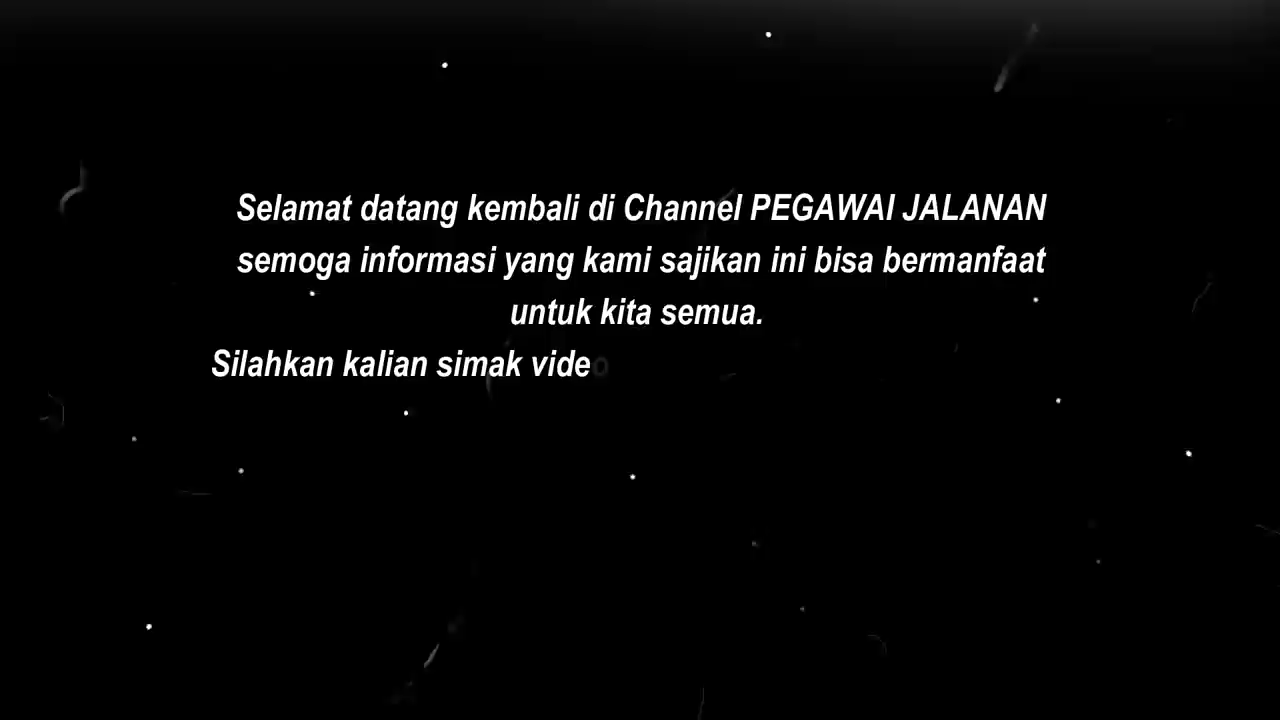 Selamat datang kembali di Channel PEGAWAI JALANAN
semoga informasi yang kami sajikan ini bisa bermanfaat
untuk kita semua.
Silahkan kalian simak video